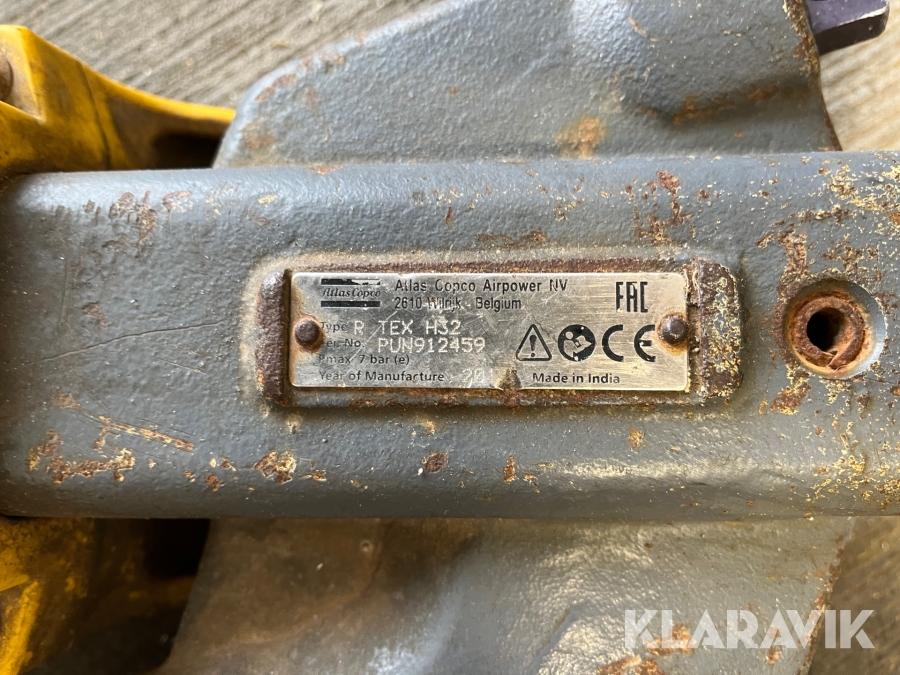 Atlas Copco
Atlas Copco Airpower NV
2610 Wilrijk - Belgium
EAC
Type R TEX H32
Ser. No. PUN912459
Pmax 7 bar (e)
Year of Manufacture
CE
Made in India
KLARAVIK